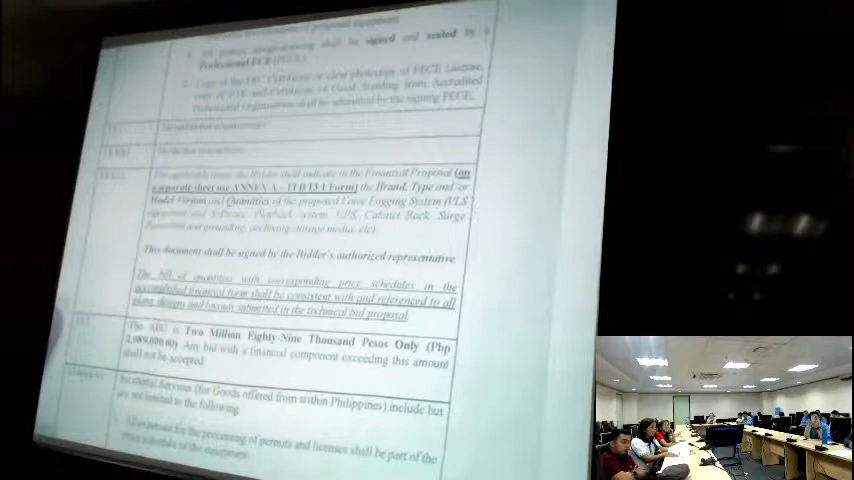 shall be signed and sealed by a
Professional ECE (PECE)
Copy of the PRC Certificate or clear photocopy of PECE License,
copy of PTR and Certificate of Good Standing from Accredited
Professional Organization shall be submitted by the signing PECE.
the Bidder shall indicate in the Financial Proposal (on
a separate sheet use ANNEX A – ITB 13.1 Form) the Brand, Type and/or
Model/Version and Quantities of the proposed Voice Logging System (VLS
equipment and Software, Playback system, UPS, Cabinet Rack, Surge
Protection and grounding, archiving storage media, etc)
This document shall be signed by the Bidder's authorized representative.
The bill of quantities with corresponding price schedules in the
accomplished financial form shall be consistent with and referenced to all
plans, designs and layouts submitted in the technical bid proposal.
The ABC is Two Million Eighty-Nine Thousand Pesos Only (Php
2,089,000.00) Any bid with a financial component exceeding this amount
shall not be accepted
Incidental Services (for Goods offered from within Philippines) include but
are not limited to the following
All expenses for the processing of permits and licenses shall be part of the
price schedule of the equipment